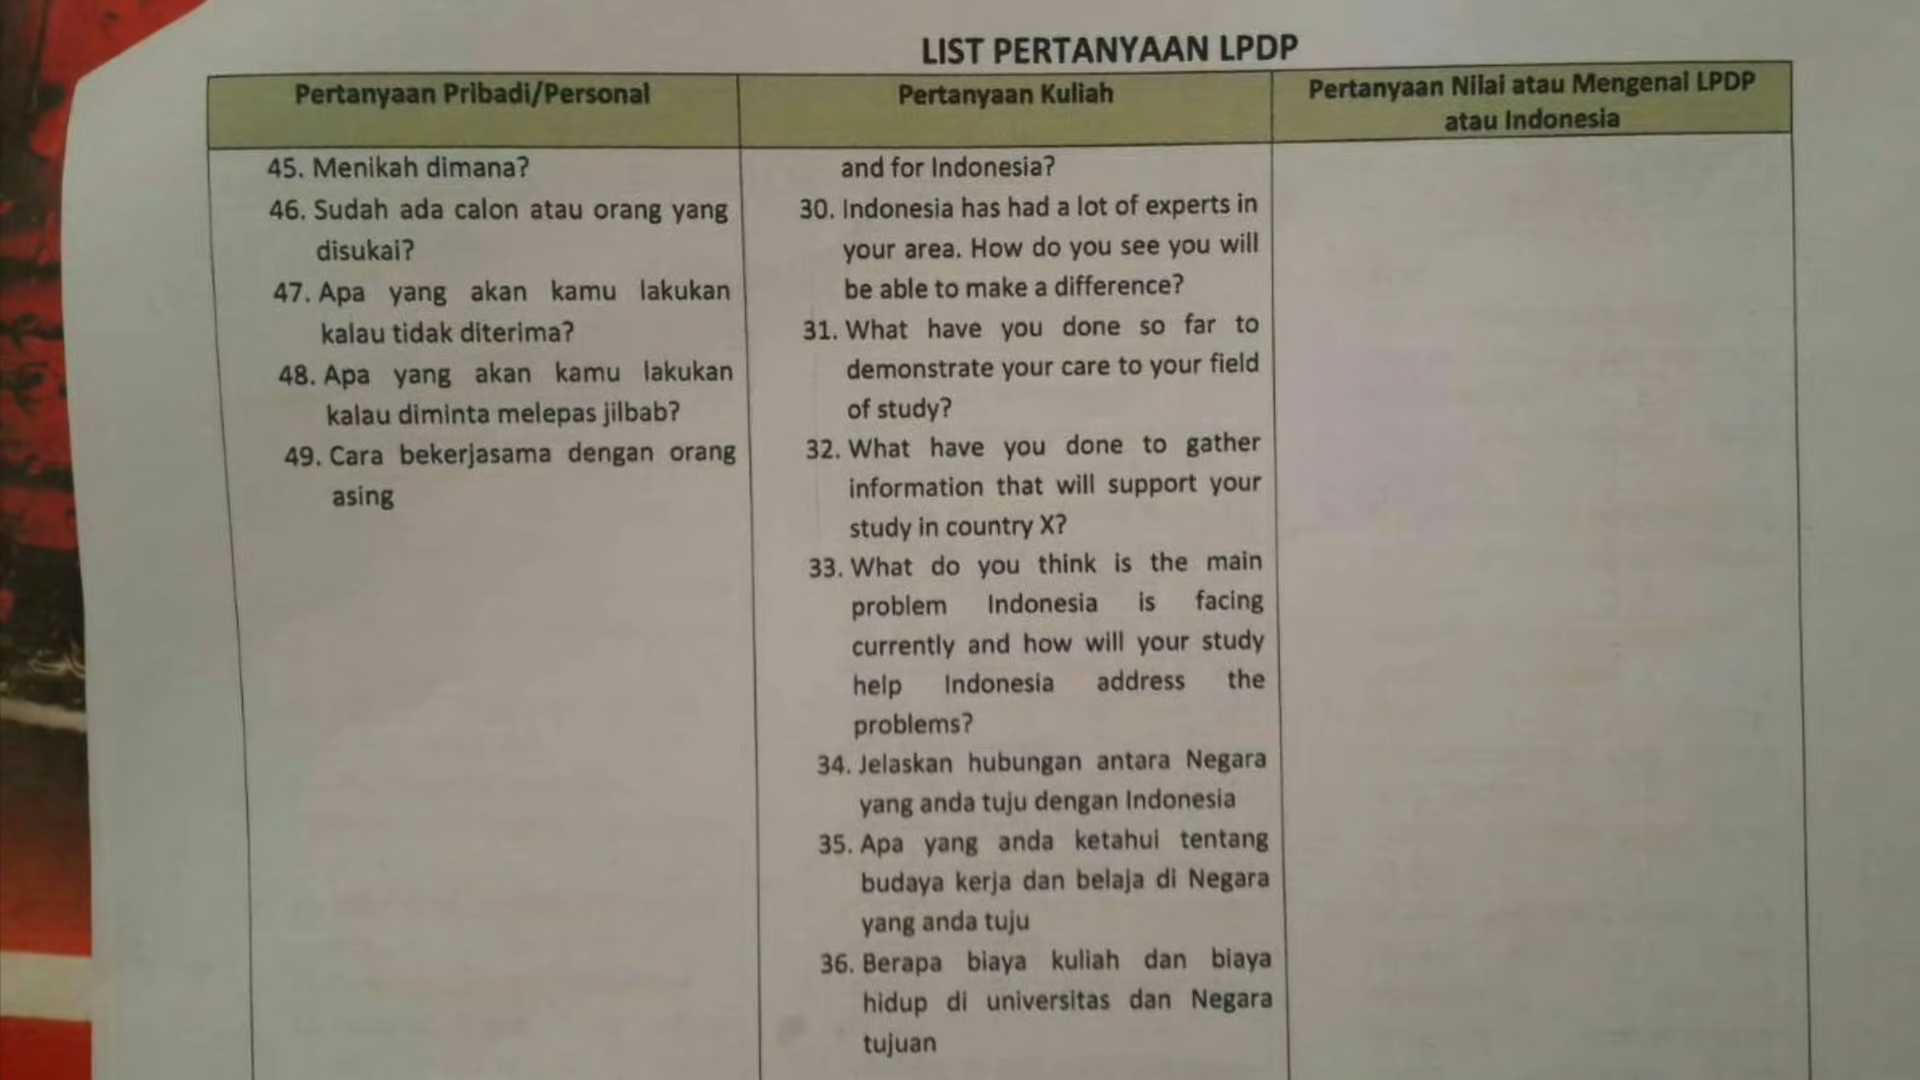 LIST PERTANYAAN LPDP
Pertanyaan Pribadi/Personal
45. Menikah dimana?
46. Sudah ada calon atau orang yang
disukai?
47. Apa yang akan kamu lakukan
kalau tidak diterima?
48. Apa yang akan kamu lakukan
kalau diminta melepas jilbab?
49. Cara bekerjasama dengan orang
asing
Pertanyaan Kuliah
and for Indonesia?
30. Indonesia has had a lot of experts in
your area. How do you see you will
be able to make a difference?
31. What have you done so far to
demonstrate your care to your field
of study?
32. What have you done to gather
information that will support your
study in country X?
33. What do you think is the main
problem Indonesia is facing
currently and how will your study
help Indonesia address the
problems?
34. Jelaskan hubungan antara Negara
yang anda tuju dengan Indonesia
35. Apa yang anda ketahui tentang
budaya kerja dan belaja di Negara
yang anda tuju
36. Berapa biaya kuliah dan biaya
hidup di universitas dan Negara
tujuan
Pertanyaan Nilai atau Mengenal LPDP
atau Indonesia